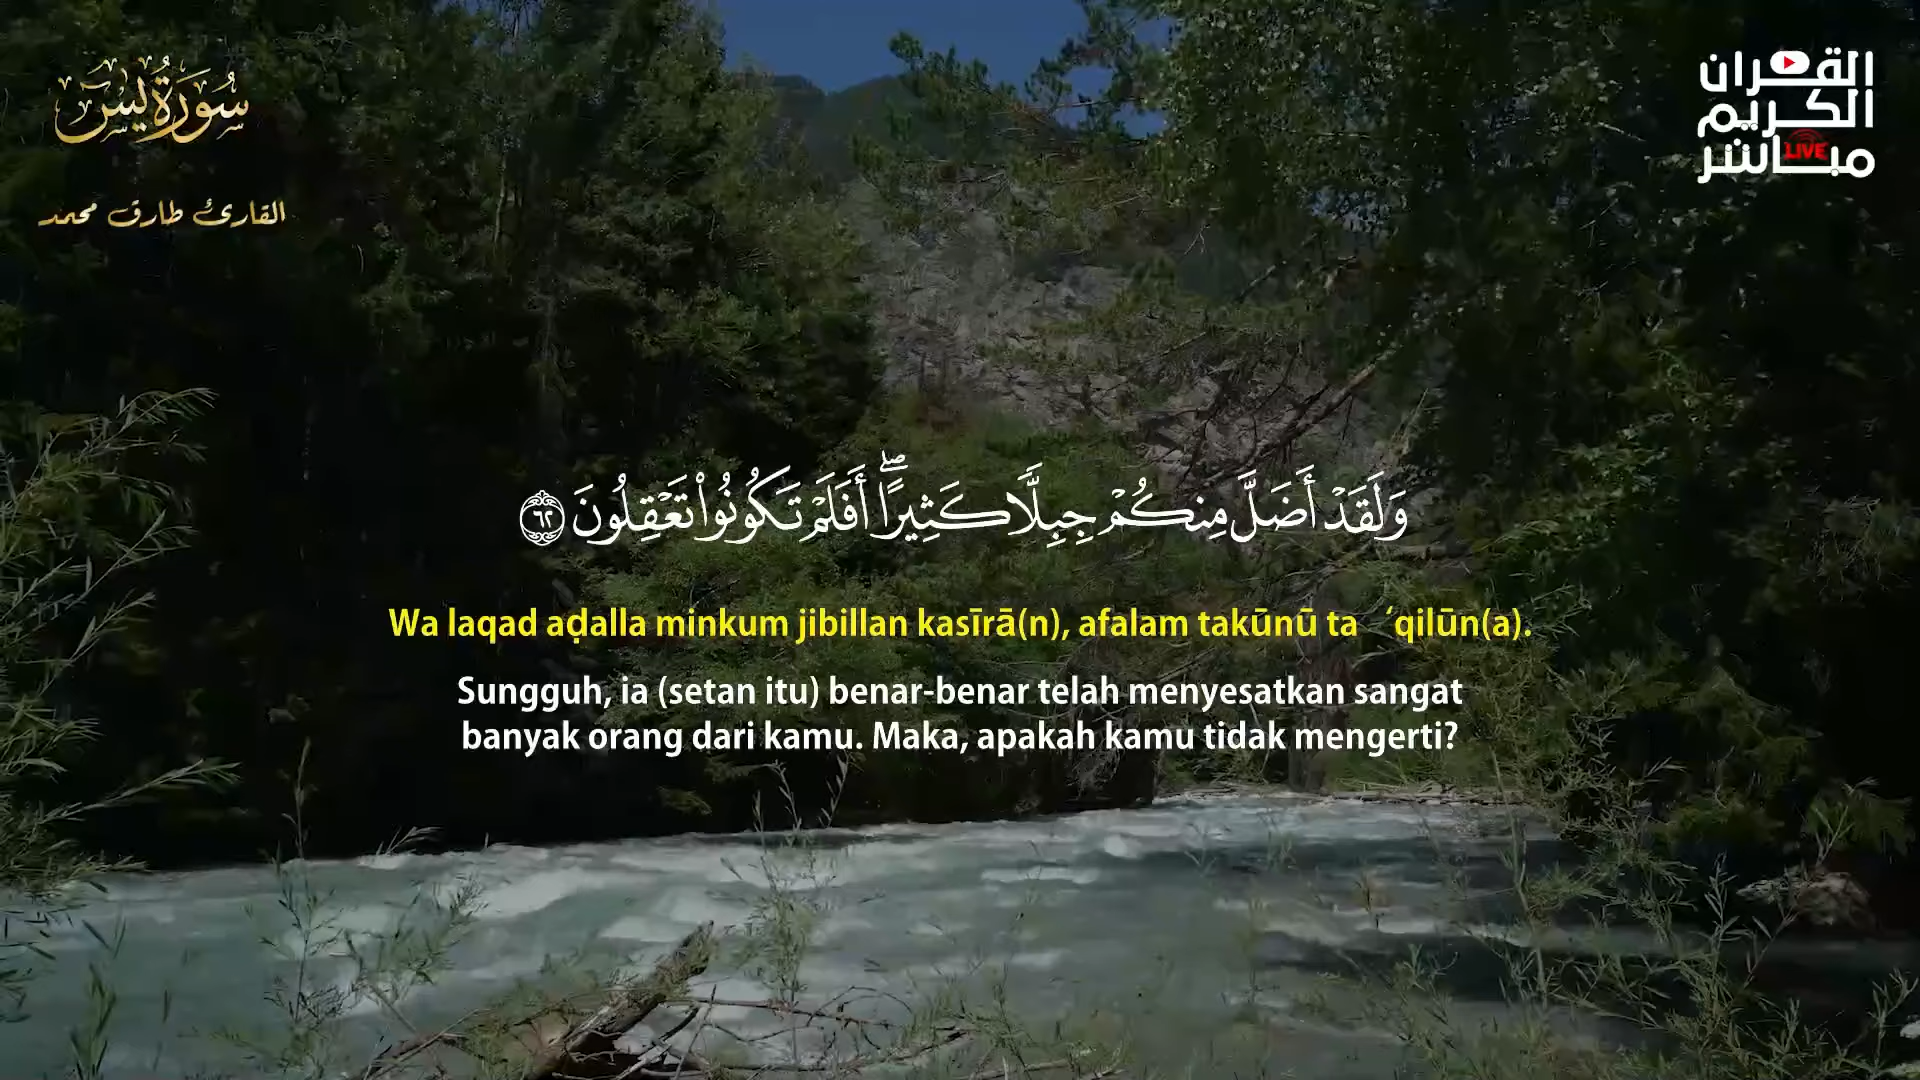 سُورَةُ يس
القارئ طارق محمد
القرآن
الكريم
مباشر
LIVE
وَلَقَدْ أَضَلَّ مِنكُمْ جِبِلًّا كَثِيرًا ۖ أَفَلَمْ تَكُونُوا۟ تَعْقِلُونَ ٦٢
Wa laqad aḍalla minkum jibillan kasīrā(n), afalam takūnū ta ‘qilūn(a).
Sungguh, ia (setan itu) benar-benar telah menyesatkan sangat
banyak orang dari kamu. Maka, apakah kamu tidak mengerti?